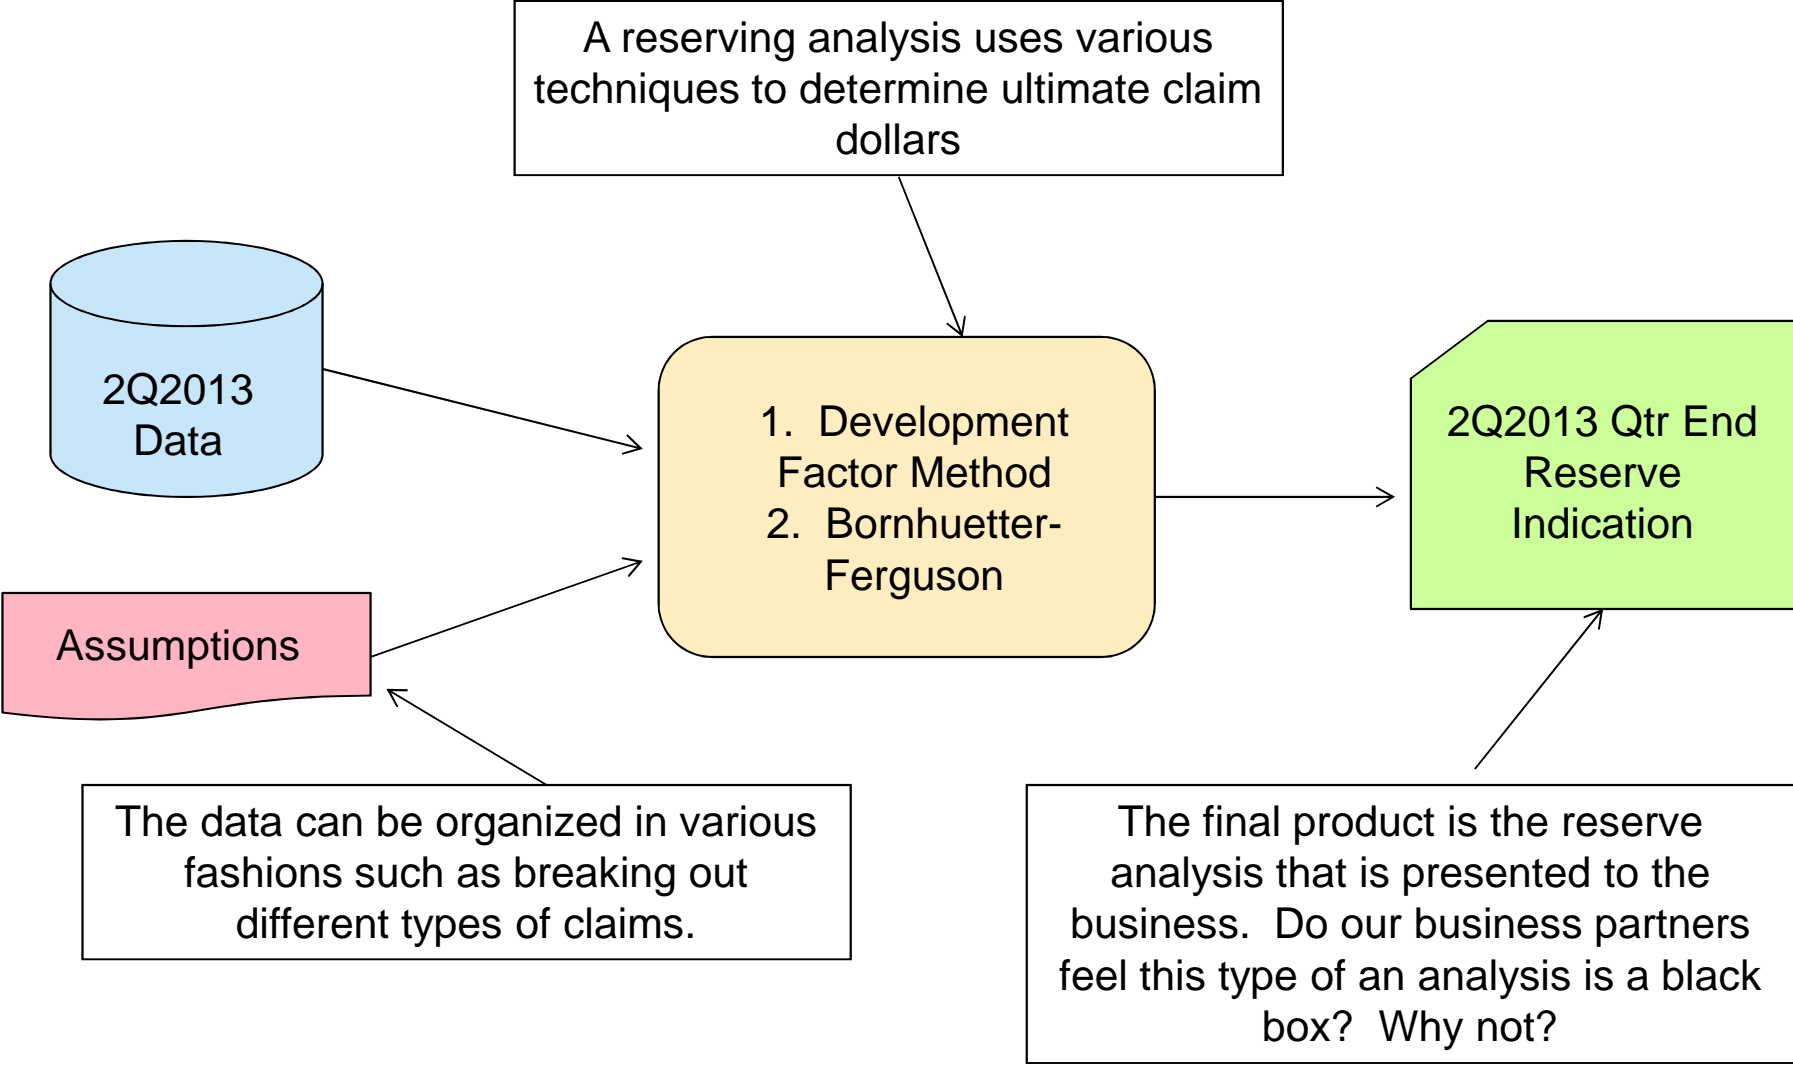 A reserving analysis uses various
techniques to determine ultimate claim
dollars
2Q2013
Data
1.  Development
Factor Method
2.  Bornhuetter-
Ferguson
2Q2013 Qtr End
Reserve
Indication
Assumptions
The data can be organized in various
fashions such as breaking out
different types of claims.
The final product is the reserve
analysis that is presented to the
business.  Do our business partners
feel this type of an analysis is a black
box?  Why not?